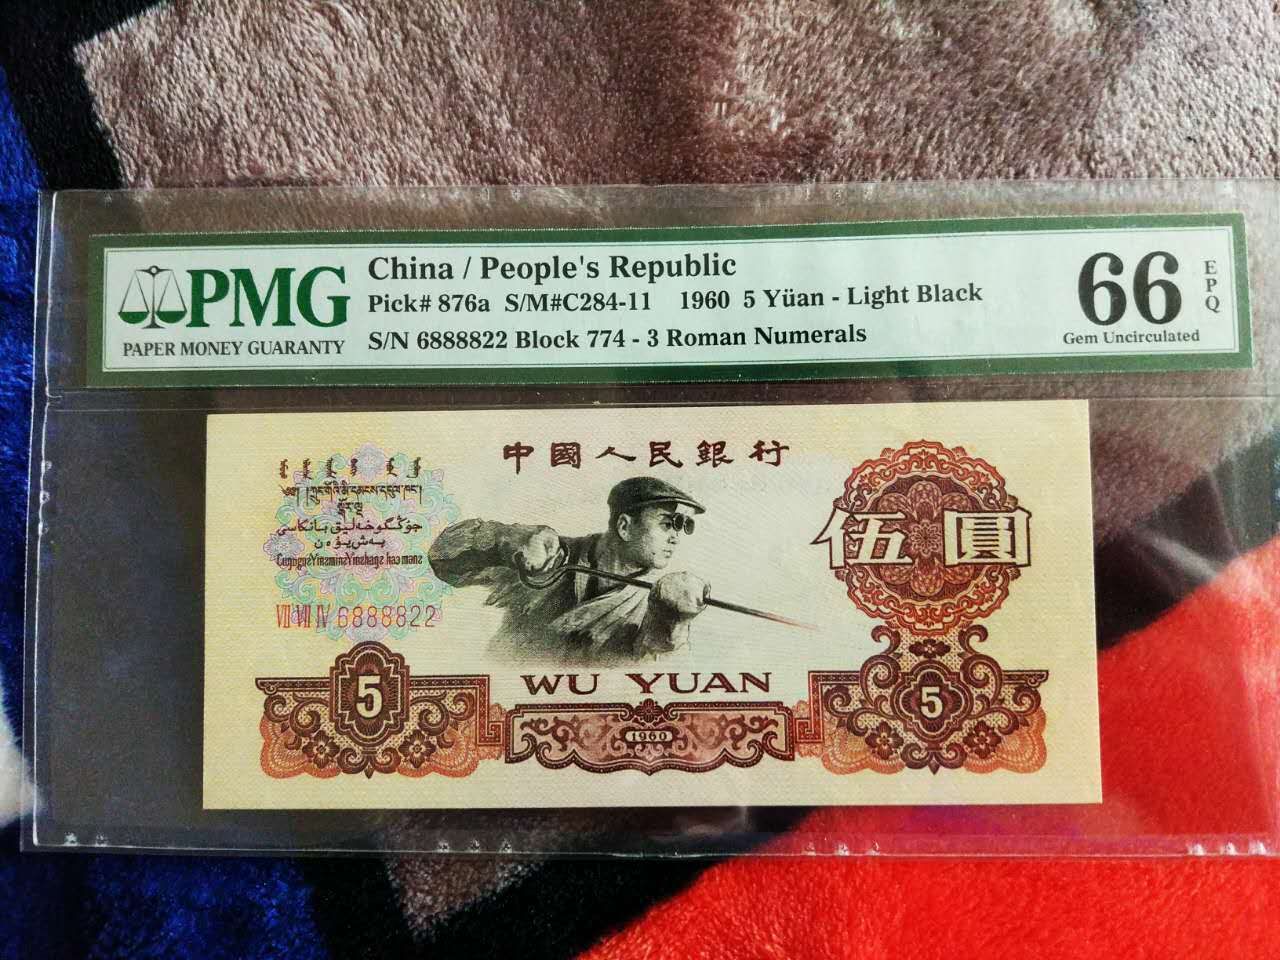 PMG
PAPER MONEY GUARANTY
China / People's Republic
Pick# 876a S/M#C284-11 1960 5 Yüan - Light Black
S/N 6888822 Block 774 - 3 Roman Numerals
66
EPQ
Gem Uncirculated
中國人民銀行
伍圓
VII VII IV 6888822
5
WU YUAN
5
1960